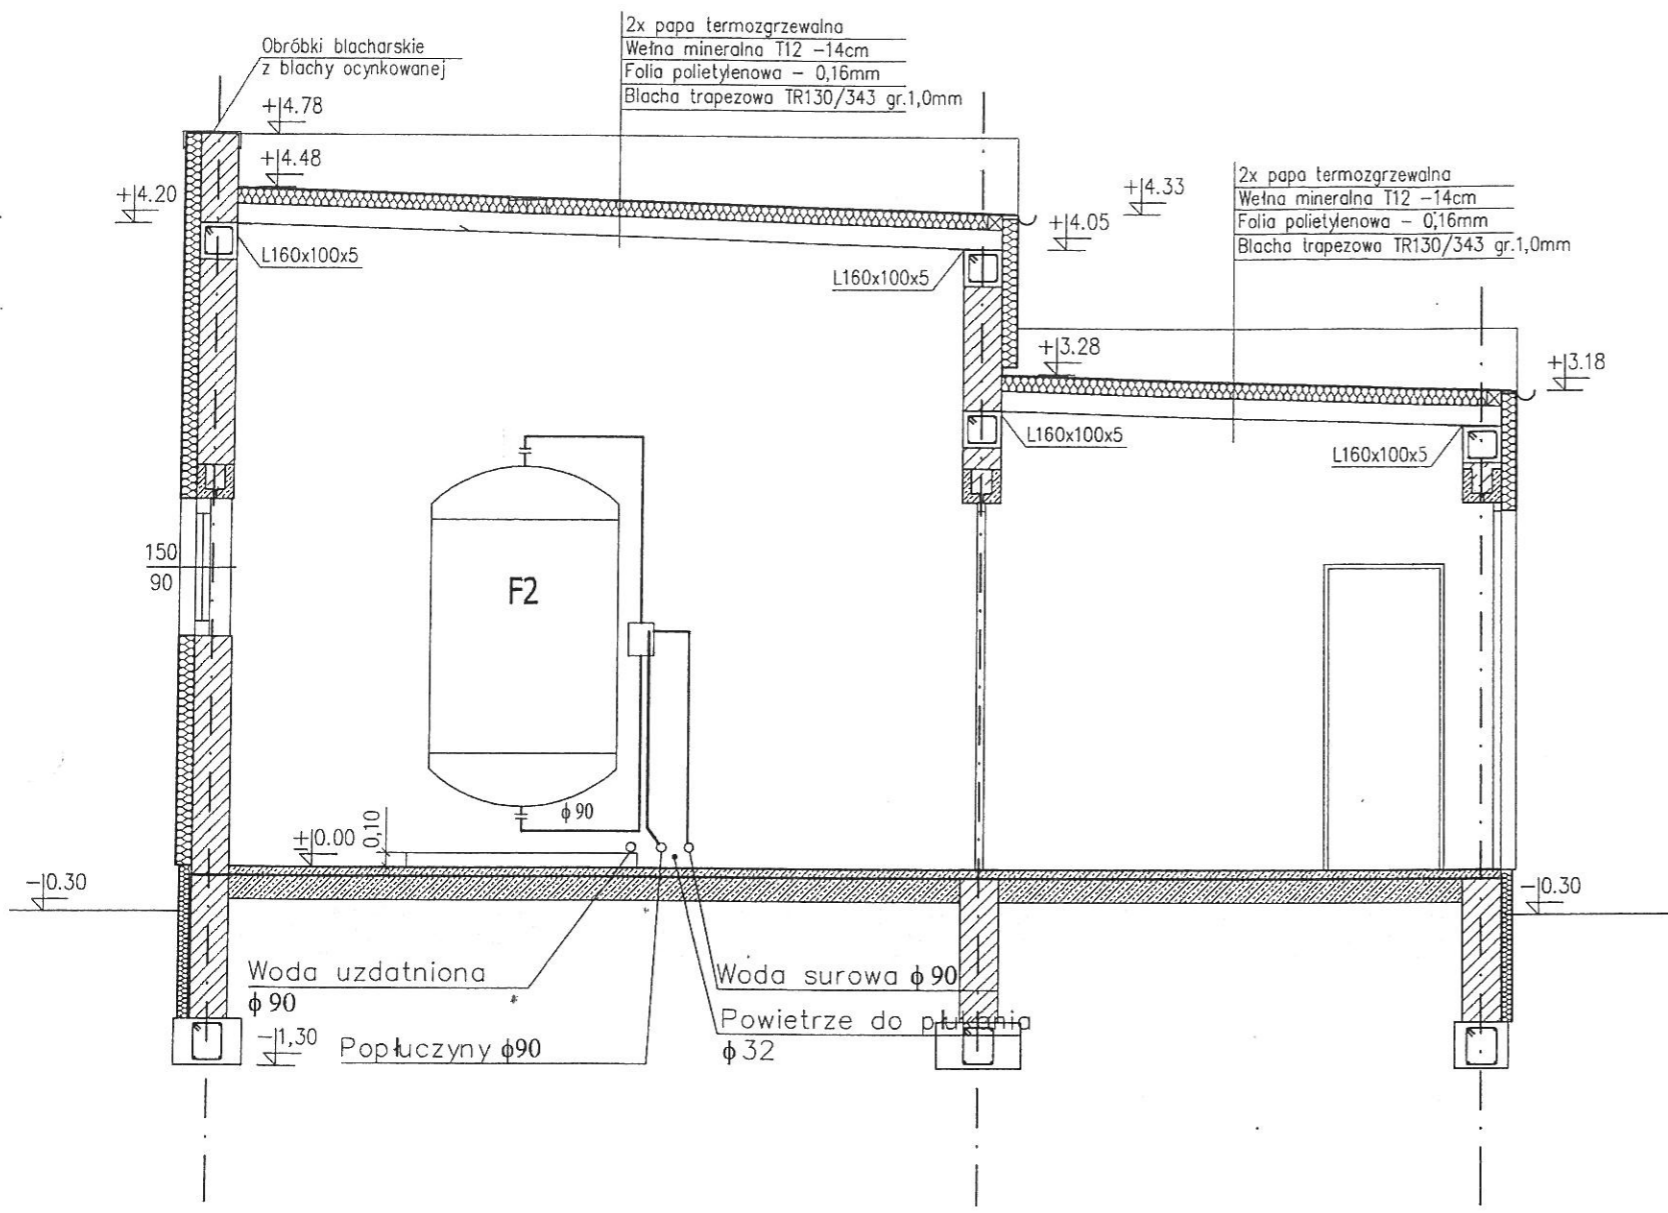 Obróbki blacharskie
z blachy ocynkowanej
2x papa termozgrzewalna
Wełna mineralna T12 -14cm
Folia polietylenowa - 0,16mm
Blacha trapezowa TR130/343 gr.1,0mm
+4.78
+4.48
+4.20
L160x100x5
L160x100x5
+4.33
+4.05
2x papa termozgrzewalna
Wełna mineralna T12 -14cm
Folia polietylenowa - 0,16mm
Blacha trapezowa TR130/343 gr.1,0mm
+3.28
+3.18
L160x100x5
L160x100x5
150
90
F2
ϕ90
+0.00
0,10
-0.30
-0.30
Woda uzdatniona
ϕ90
Woda surowa ϕ90
Powietrze do płukania
ϕ32
Popłuczyny ϕ90
-1,30